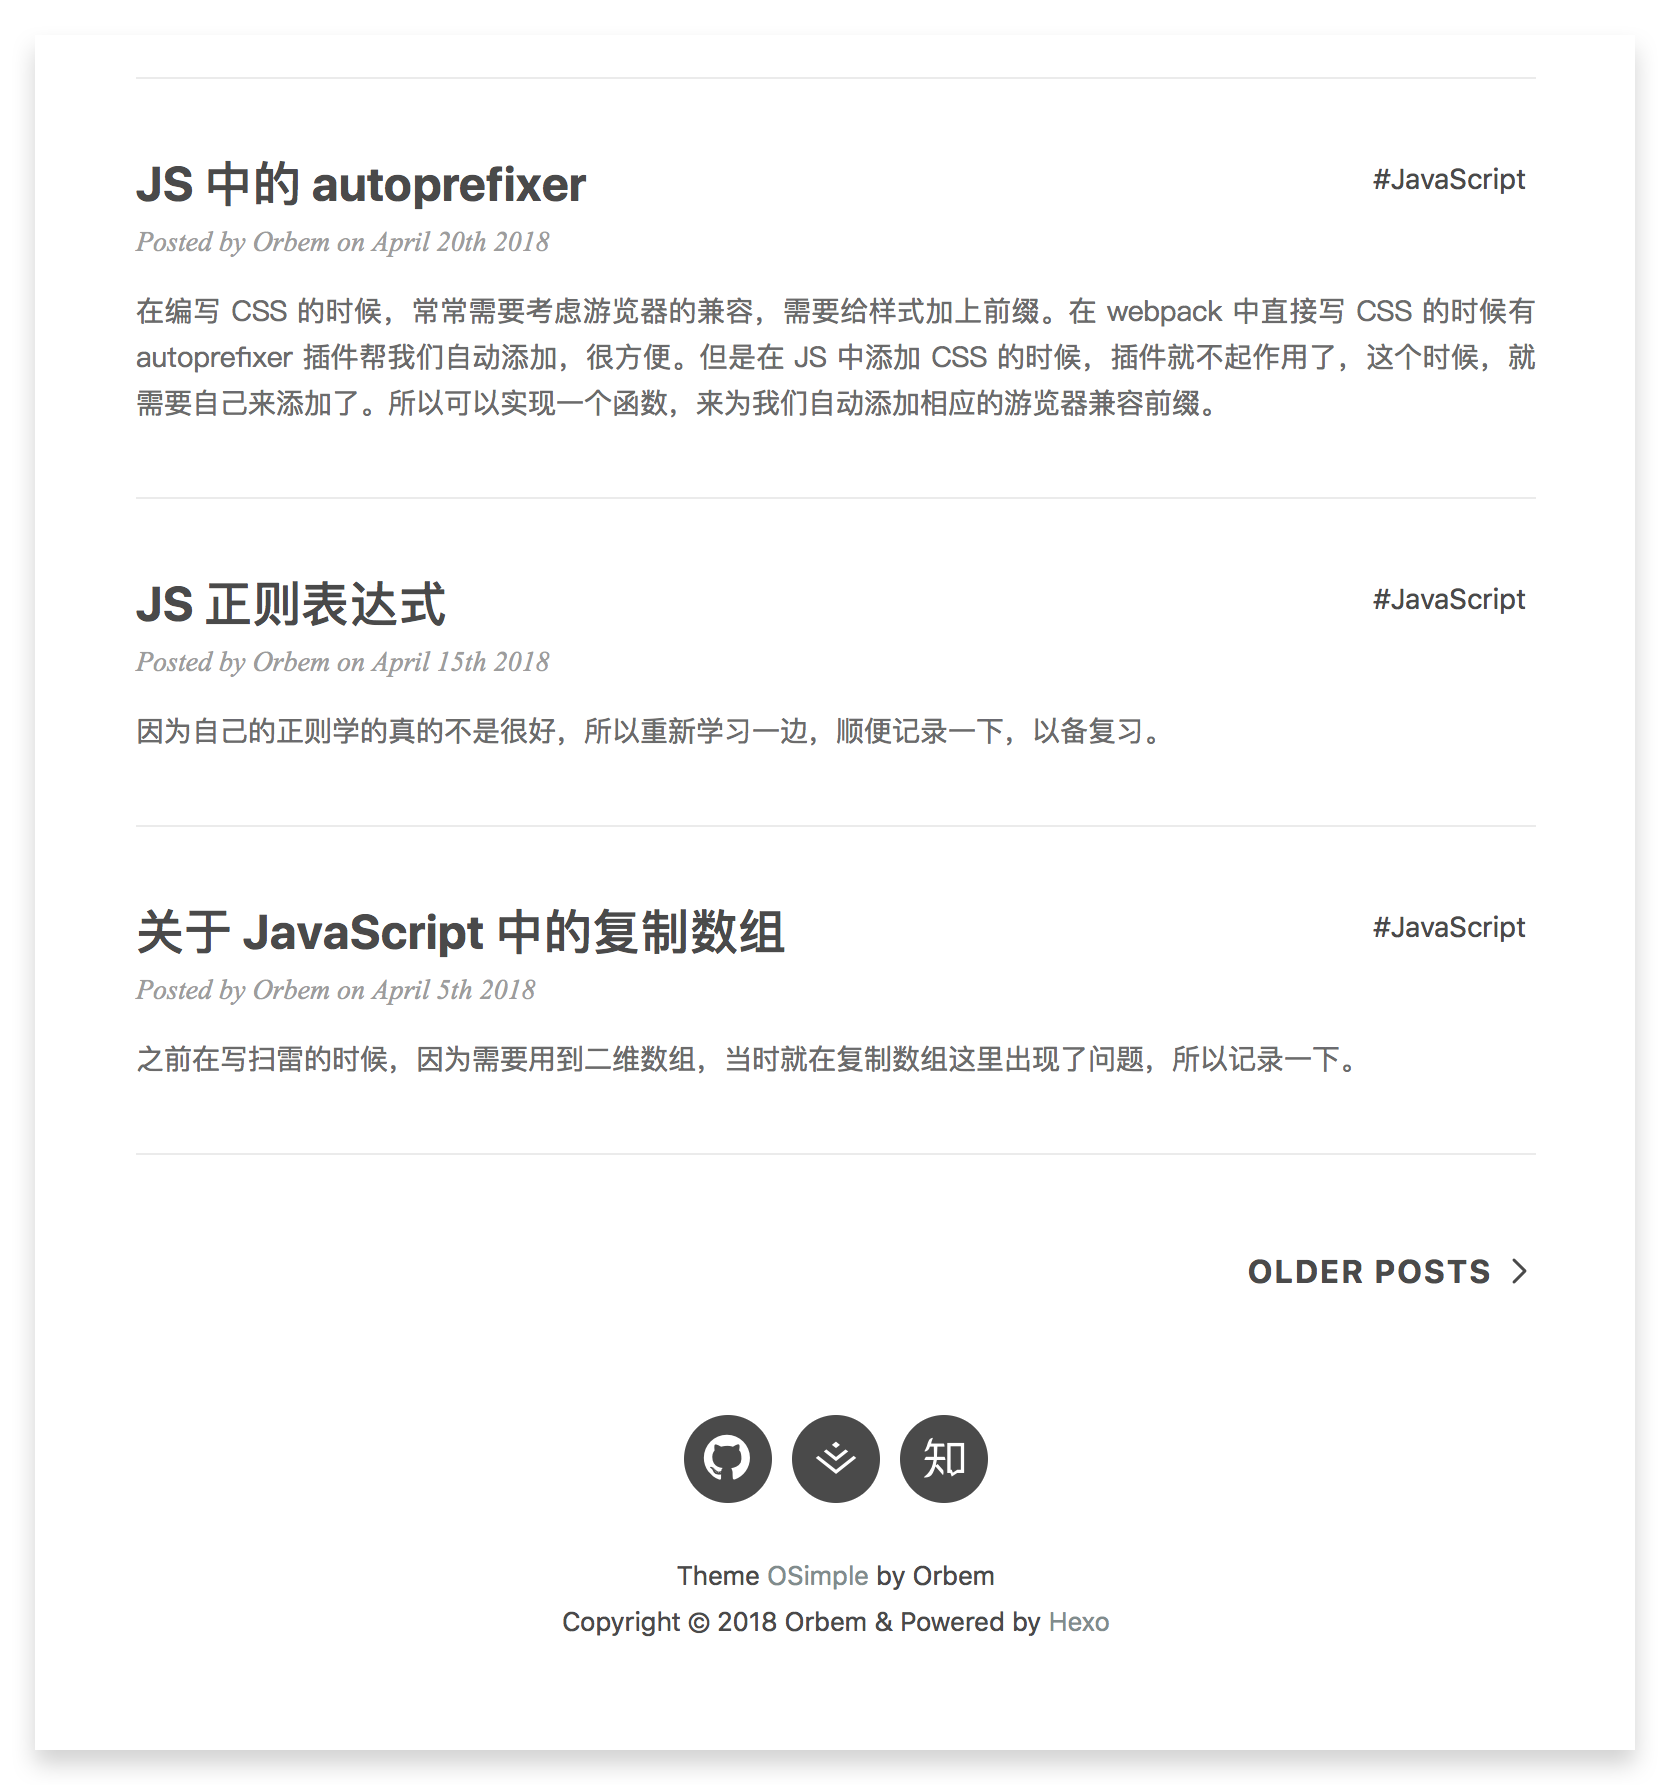 JS 中的 autoprefixer
#JavaScript
Posted by Orbem on April 20th 2018
在编写 CSS 的时候，常常需要考虑游览器的兼容，需要给样式加上前缀。在 webpack 中直接写 CSS 的时候有
autoprefixer 插件帮我们自动添加，很方便。但是在 JS 中添加 CSS 的时候，插件就不起作用了，这个时候，就
需要自己来添加了。所以可以实现一个函数，来为我们自动添加相应的游览器兼容前缀。
JS 正则表达式
#JavaScript
Posted by Orbem on April 15th 2018
因为自己的正则学的真的不是很好，所以重新学习一边，顺便记录一下，以备复习。
关于 JavaScript 中的复制数组
#JavaScript
Posted by Orbem on April 5th 2018
之前在写扫雷的时候，因为需要用到二维数组，当时就在复制数组这里出现了问题，所以记录一下。
OLDER POSTS
知
Theme OSimple by Orbem
Copyright © 2018 Orbem & Powered by Hexo